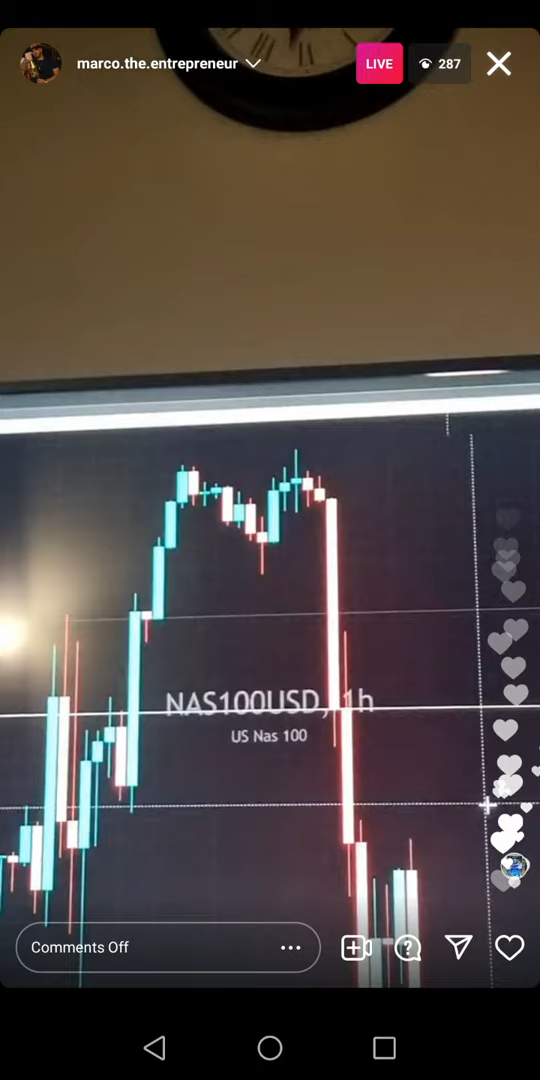 marco.the.entrepreneur
LIVE
287
NAS100USD, 1h
US Nas 100
Comments Off